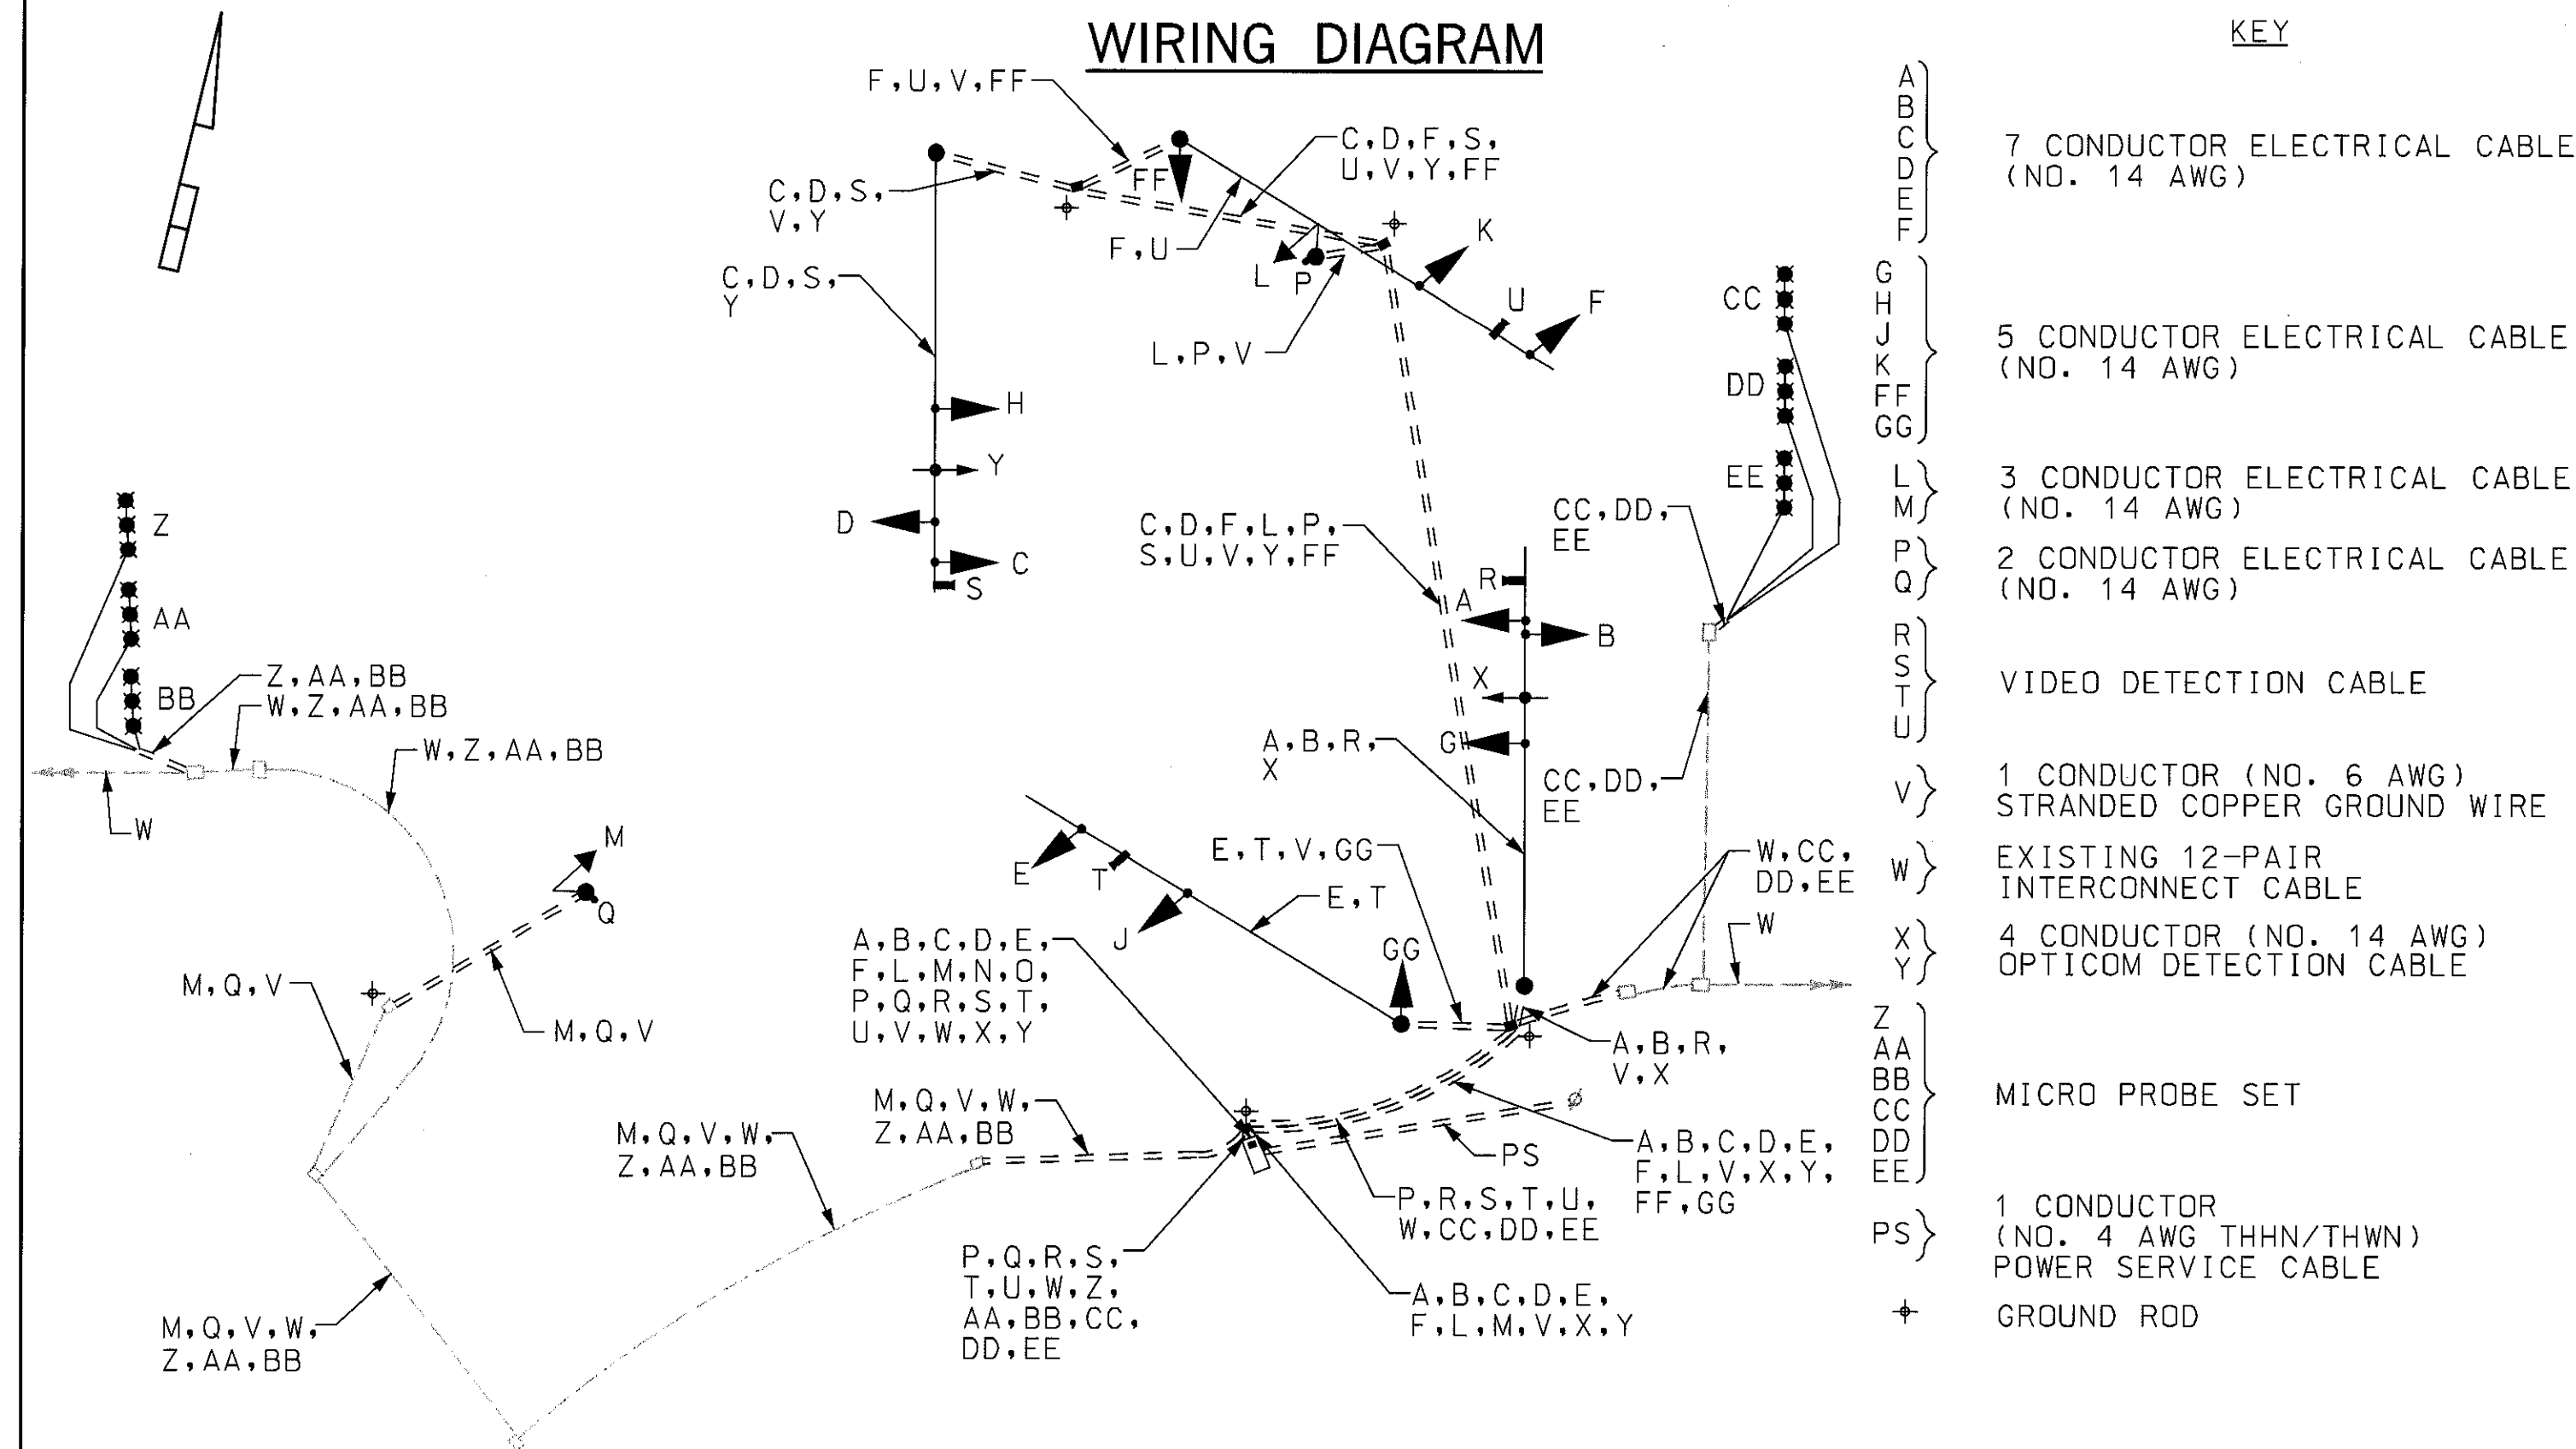 WIRING DIAGRAM
F,U,V,FF
C,D,F,S,
U,V,Y,FF
FF
C,D,S,
V,Y
F,U
K
L
P
U
F
C,D,S,
Y
L,P,V
H
Y
D
C
S
C,D,F,L,P,
S,U,V,Y,FF
CC
DD
EE
CC,DD,
EE
R
A
B
X
G
A,B,R,
X
CC,DD,
EE
Z
AA
BB
Z,AA,BB
W,Z,AA,BB
W,Z,AA,BB
W
M
Q
M,Q,V
M,Q,V
E
T
J
E,T,V,GG
E,T
GG
W,CC,
DD,EE
W
A,B,C,D,E,
F,L,M,N,O,
P,Q,R,S,T,
U,V,W,X,Y
A,B,R,
V,X
M,Q,V,W,
Z,AA,BB
M,Q,V,W,
Z,AA,BB
M,Q,V,W,
Z,AA,BB
PS
A,B,C,D,E,
F,L,V,X,Y,
FF,GG
P,R,S,T,U,
W,CC,DD,EE
P,Q,R,S,
T,U,W,Z,
AA,BB,CC,
DD,EE
A,B,C,D,E,
F,L,M,V,X,Y
KEY
A
B
C
D
E
F
7 CONDUCTOR ELECTRICAL CABLE
(NO. 14 AWG)
G
H
J
K
FF
GG
5 CONDUCTOR ELECTRICAL CABLE
(NO. 14 AWG)
L
M
3 CONDUCTOR ELECTRICAL CABLE
(NO. 14 AWG)
P
Q
2 CONDUCTOR ELECTRICAL CABLE
(NO. 14 AWG)
R
S
T
U
VIDEO DETECTION CABLE
V
1 CONDUCTOR (NO. 6 AWG)
STRANDED COPPER GROUND WIRE
W
EXISTING 12-PAIR
INTERCONNECT CABLE
X
Y
4 CONDUCTOR (NO. 14 AWG)
OPTICOM DETECTION CABLE
Z
AA
BB
CC
DD
EE
MICRO PROBE SET
PS
1 CONDUCTOR
(NO. 4 AWG THHN/THWN)
POWER SERVICE CABLE
GROUND ROD